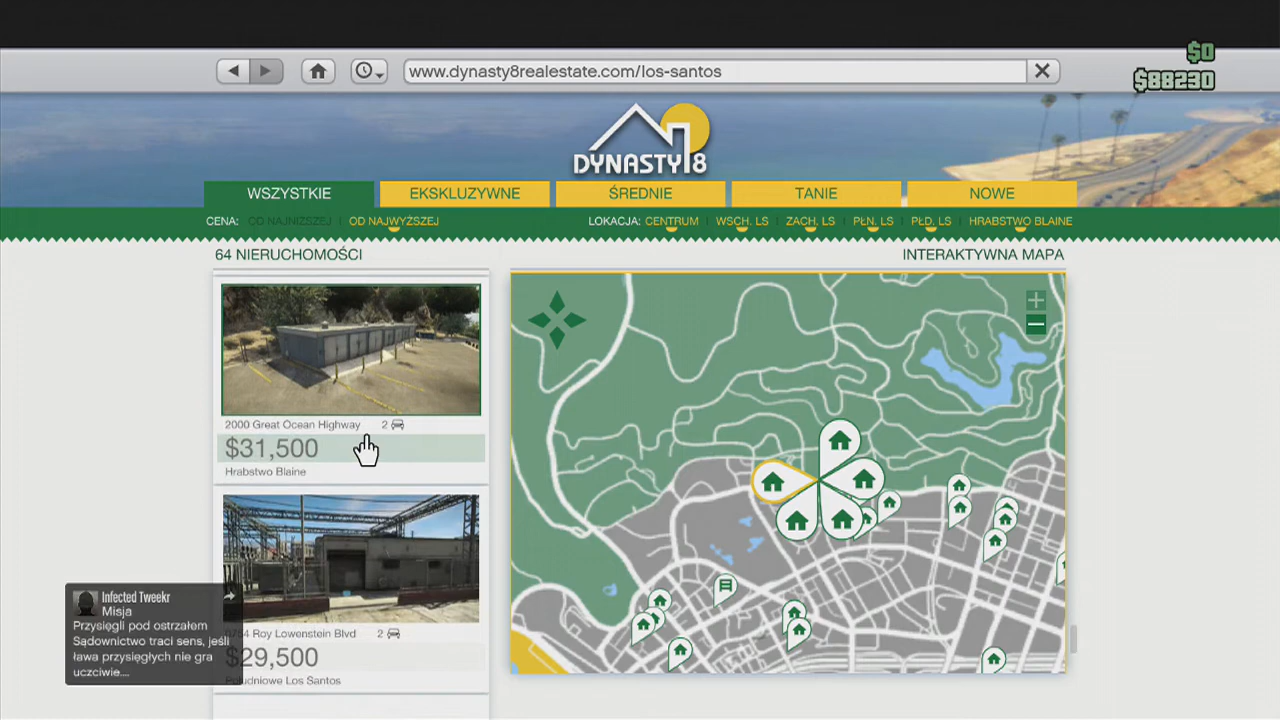 www.dynasty8realestate.com/los-santos
$0
$88230
DYNASTY 8
WSZYSTKIE
EKSKLUZYWNE
ŚREDNIE
TANIE
NOWE
CENA: OD NAJNIŻSZEJ | OD NAJWYŻSZEJ
LOKACJA: CENTRUM | WSCH. LS | ZACH. LS | PŁN. LS | PŁD. LS | HRABSTWO BLAINE
64 NIERUCHOMOŚCI
INTERAKTYWNA MAPA
2000 Great Ocean Highway 2
$31,500
Hrabstwo Blaine
0754 Roy Lowenstein Blvd 2
$29,500
Południowe Los Santos
Infected Tweekr
Misja
Przysięgli pod ostrzałem
Sądownictwo traci sens, jeśli
ława przysięgłych nie gra
uczciwie....